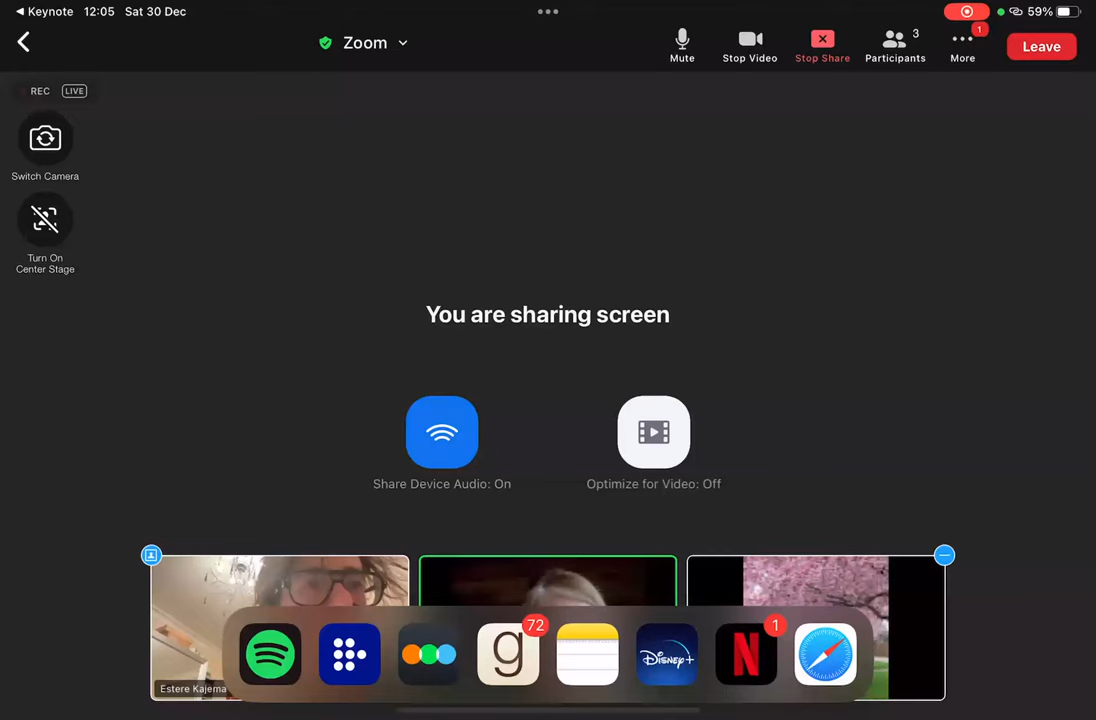 Keynote 12:05 Sat 30 Dec 59%
Zoom
Mute Stop Video Stop Share Participants 3 More 1 Leave
REC LIVE
Switch Camera
Turn On
Center Stage
You are sharing screen
Share Device Audio: On Optimize for Video: Off
72 1
g Disney+ N
Estere Kajema